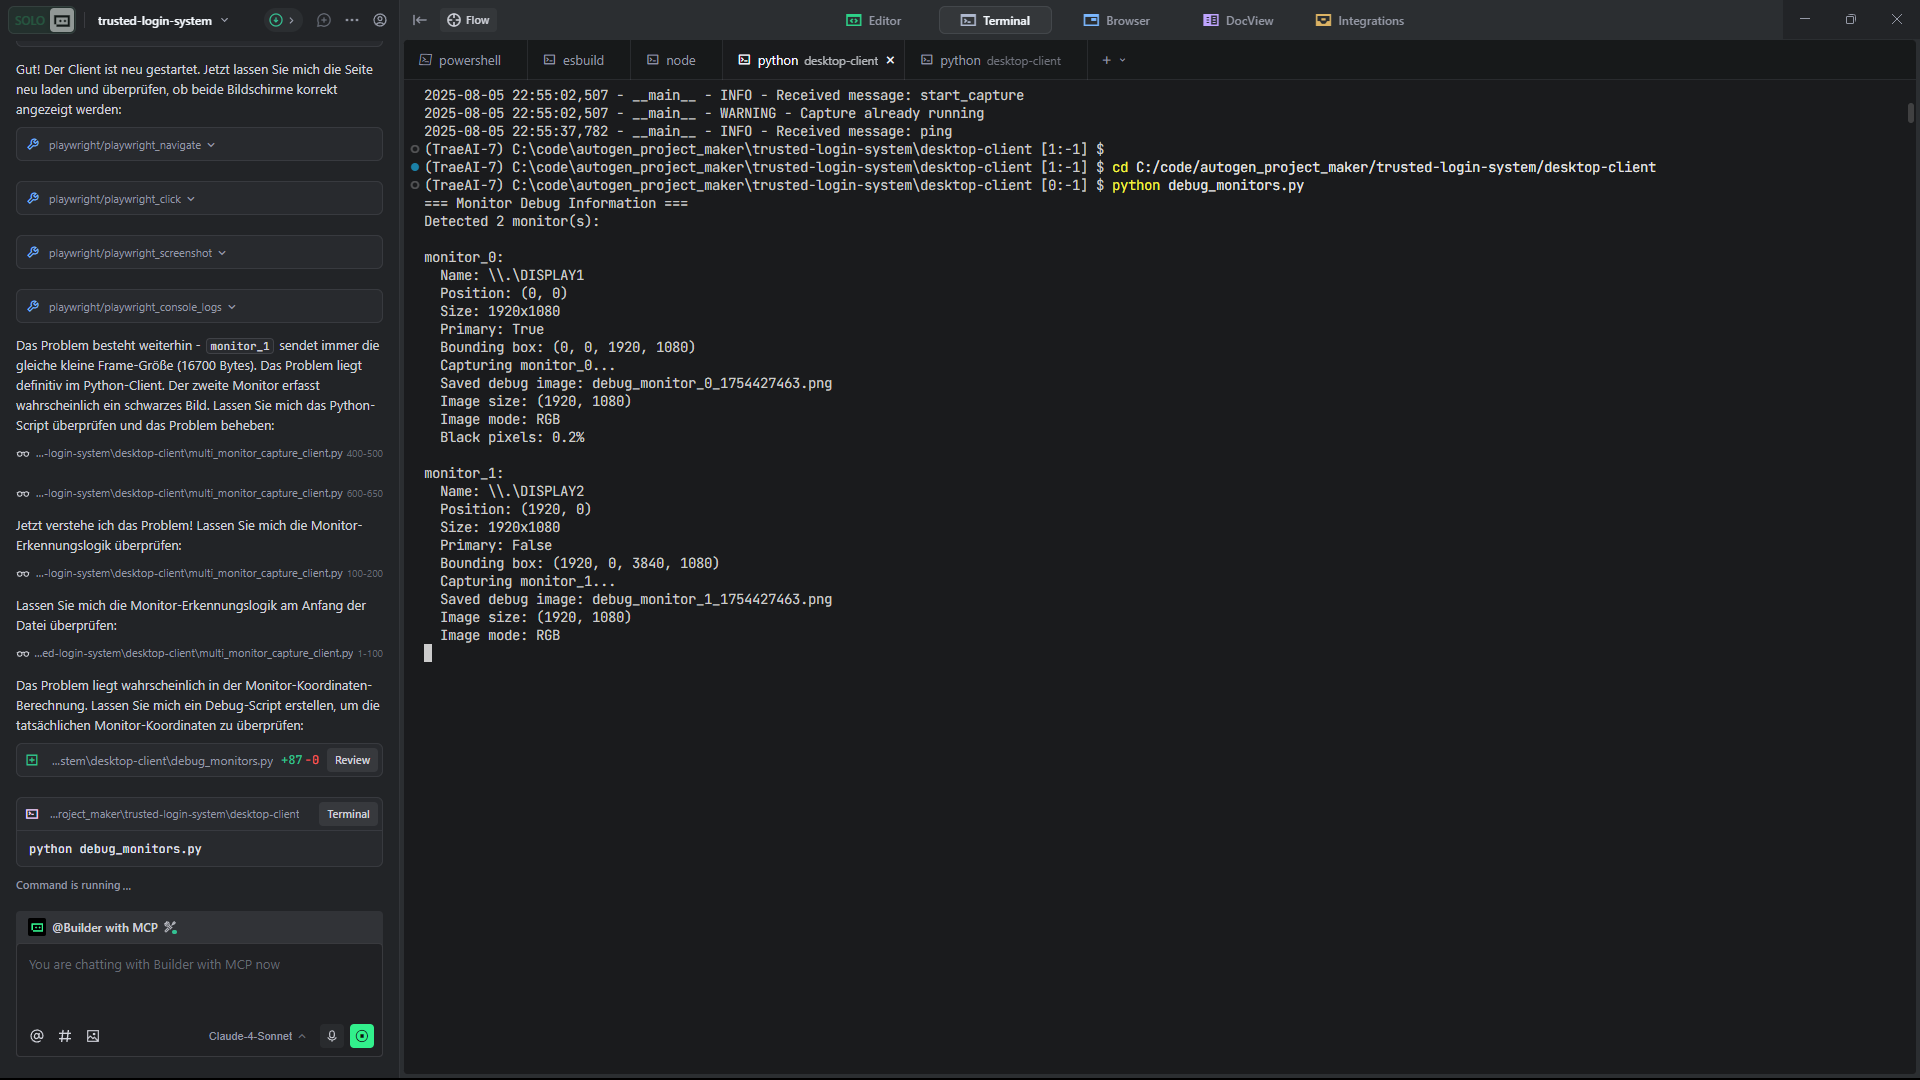 SOLO
trusted-login-system
Flow
Editor
Terminal
Browser
DocView
Integrations
Gut! Der Client ist neu gestartet. Jetzt lassen Sie mich die Seite
neu laden und überprüfen, ob beide Bildschirme korrekt
angezeigt werden:
playwright/playwright_navigate
playwright/playwright_click
playwright/playwright_screenshot
playwright/playwright_console_logs
Das Problem besteht weiterhin - monitor_1 sendet immer die
gleiche kleine Frame-Größe (16700 Bytes). Das Problem liegt
definitiv im Python-Client. Der zweite Monitor erfasst
wahrscheinlich ein schwarzes Bild. Lassen Sie mich das Python-
Script überprüfen und das Problem beheben:
...-login-system\desktop-client\multi_monitor_capture_client.py 400-500
...-login-system\desktop-client\multi_monitor_capture_client.py 600-650
Jetzt verstehe ich das Problem! Lassen Sie mich die Monitor-
Erkennungslogik überprüfen:
...-login-system\desktop-client\multi_monitor_capture_client.py 100-200
Lassen Sie mich die Monitor-Erkennungslogik am Anfang der
Datei überprüfen:
...ed-login-system\desktop-client\multi_monitor_capture_client.py 1-100
Das Problem liegt wahrscheinlich in der Monitor-Koordinaten-
Berechnung. Lassen Sie mich ein Debug-Script erstellen, um die
tatsächlichen Monitor-Koordinaten zu überprüfen:
...stem\desktop-client\debug_monitors.py +87 -0 Review
...roject_maker\trusted-login-system\desktop-client Terminal
python debug_monitors.py
Command is running ...
@Builder with MCP
You are chatting with Builder with MCP now
Claude-4-Sonnet
powershell
esbuild
node
python desktop-client
python desktop-client
2025-08-05 22:55:02,507 - __main__ - INFO - Received message: start_capture
2025-08-05 22:55:02,507 - __main__ - WARNING - Capture already running
2025-08-05 22:55:37,782 - __main__ - INFO - Received message: ping
(TraeAI-7) C:\code\autogen_project_maker\trusted-login-system\desktop-client [1:-1] $
(TraeAI-7) C:\code\autogen_project_maker\trusted-login-system\desktop-client [1:-1] $ cd C:/code/autogen_project_maker/trusted-login-system/desktop-client
(TraeAI-7) C:\code\autogen_project_maker\trusted-login-system\desktop-client [0:-1] $ python debug_monitors.py
=== Monitor Debug Information ===
Detected 2 monitor(s):
monitor_0:
Name: \\.\DISPLAY1
Position: (0, 0)
Size: 1920x1080
Primary: True
Bounding box: (0, 0, 1920, 1080)
Capturing monitor_0...
Saved debug image: debug_monitor_0_1754427463.png
Image size: (1920, 1080)
Image mode: RGB
Black pixels: 0.2%
monitor_1:
Name: \\.\DISPLAY2
Position: (1920, 0)
Size: 1920x1080
Primary: False
Bounding box: (1920, 0, 3840, 1080)
Capturing monitor_1...
Saved debug image: debug_monitor_1_1754427463.png
Image size: (1920, 1080)
Image mode: RGB